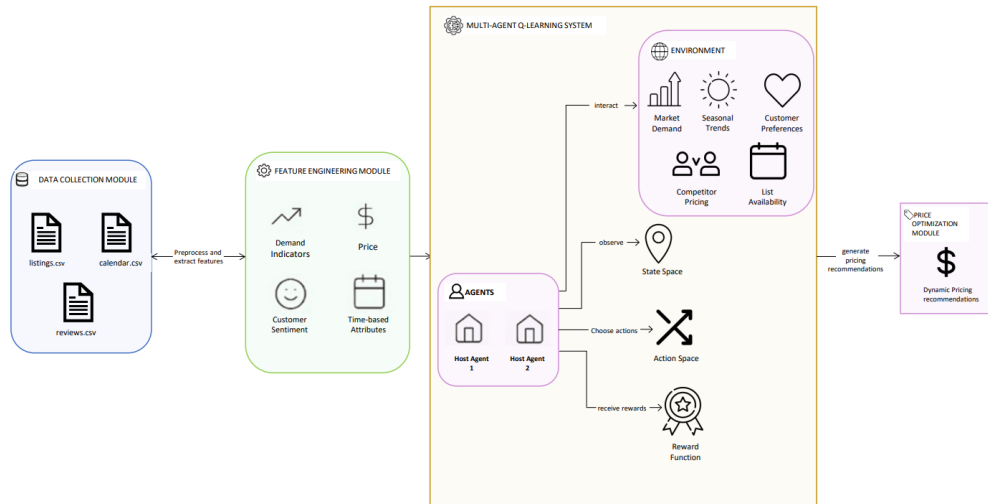 MULTI-AGENT Q-LEARNING SYSTEM
DATA COLLECTION MODULE
listings.csv
calendar.csv
reviews.csv
Preprocess and
extract features
FEATURE ENGINEERING MODULE
Demand
Indicators
Price
Customer
Sentiment
Time-based
Attributes
AGENTS
Host Agent
1
Host Agent
2
interact
observe
Choose actions
receive rewards
ENVIRONMENT
Market
Demand
Seasonal
Trends
Customer
Preferences
V
Competitor
Pricing
List
Availability
State Space
Action Space
Reward
Function
generate
pricing
recommendations
PRICE
OPTIMIZATION
MODULE
Dynamic Pricing
recommendations